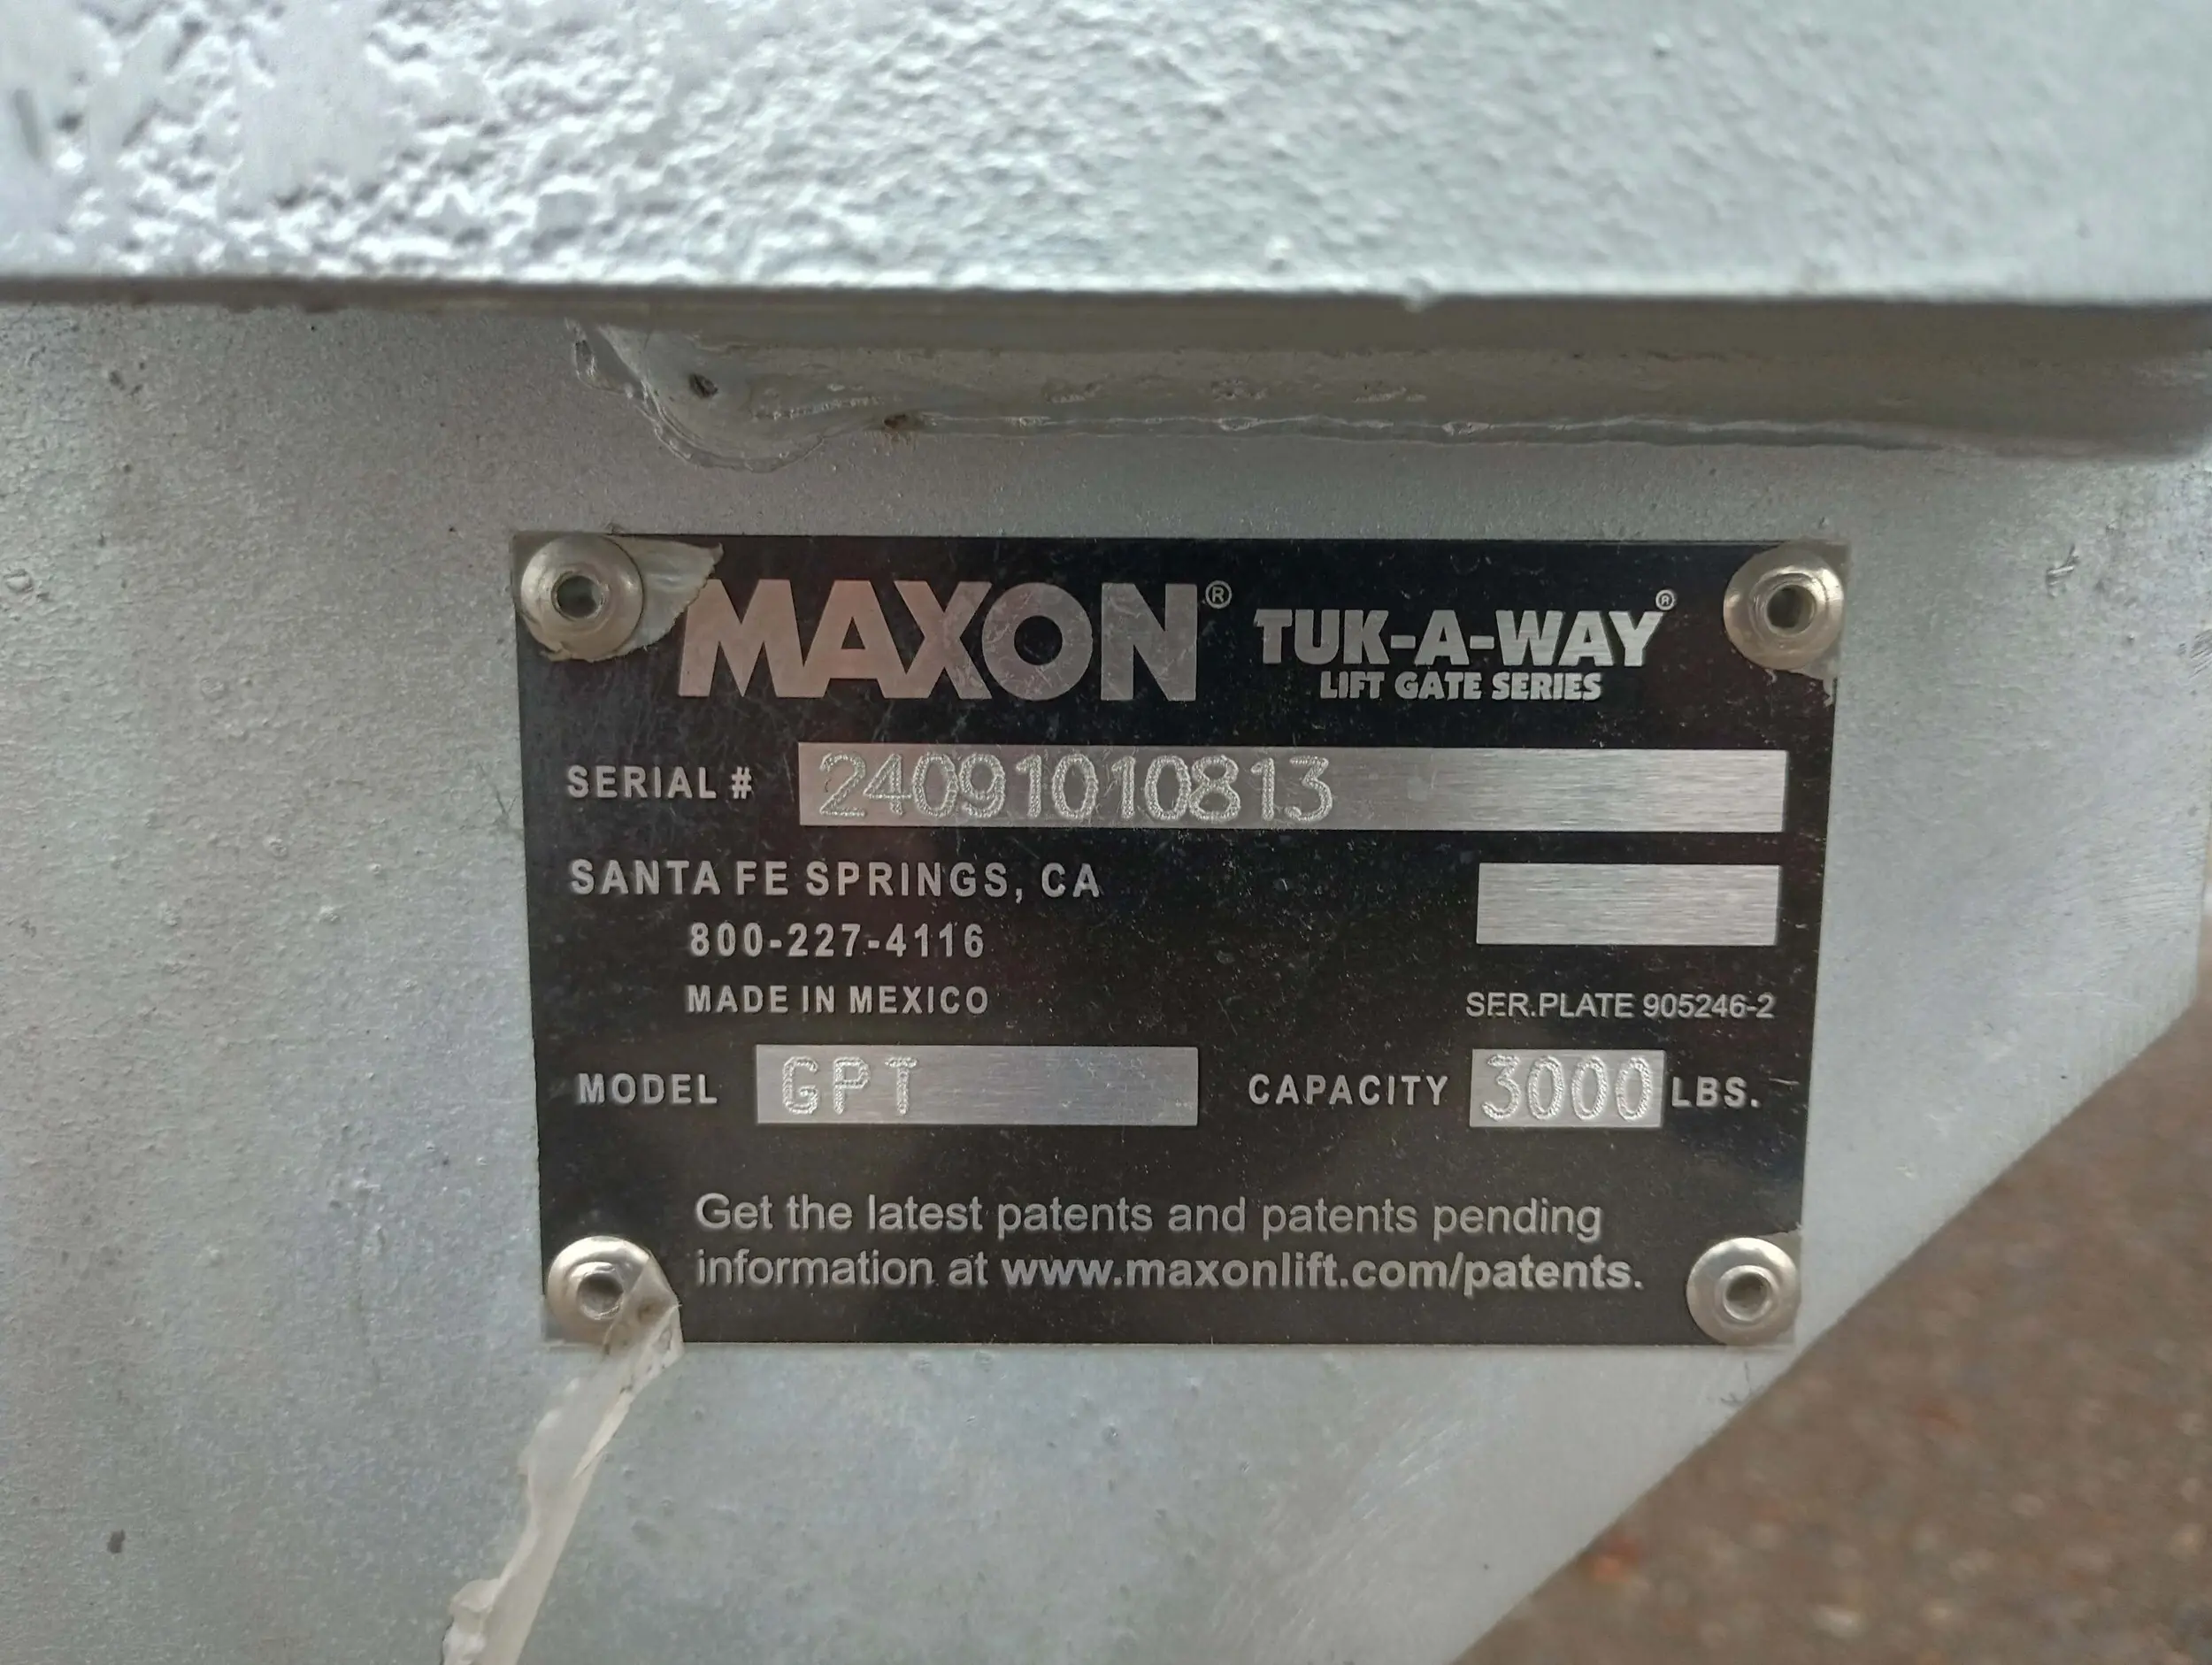 MAXON® TUK-A-WAY®
LIFT GATE SERIES
SERIAL # 24091010813
SANTA FE SPRINGS, CA
800-227-4116
MADE IN MEXICO
SER.PLATE 905246-2
MODEL GPT CAPACITY 3000 LBS.
Get the latest patents and patents pending
information at www.maxonlift.com/patents.